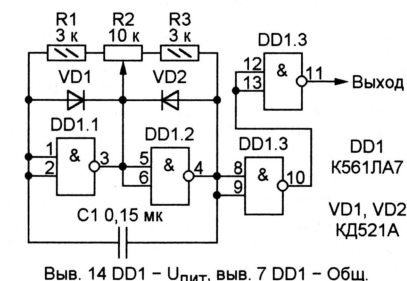 R1 R2 R3
3 к 10 к 3 к
DD1.3
12 & 11 Выход
13
VD1 VD2
DD1.1
DD1.2
DD1.3
1 & 3
2
5 & 4
6
8 & 10
9
DD1
К561ЛА7
C1 0,15 мк
VD1, VD2
КД521А
Выв. 14 DD1 – Uпит, выв. 7 DD1 – Общ.